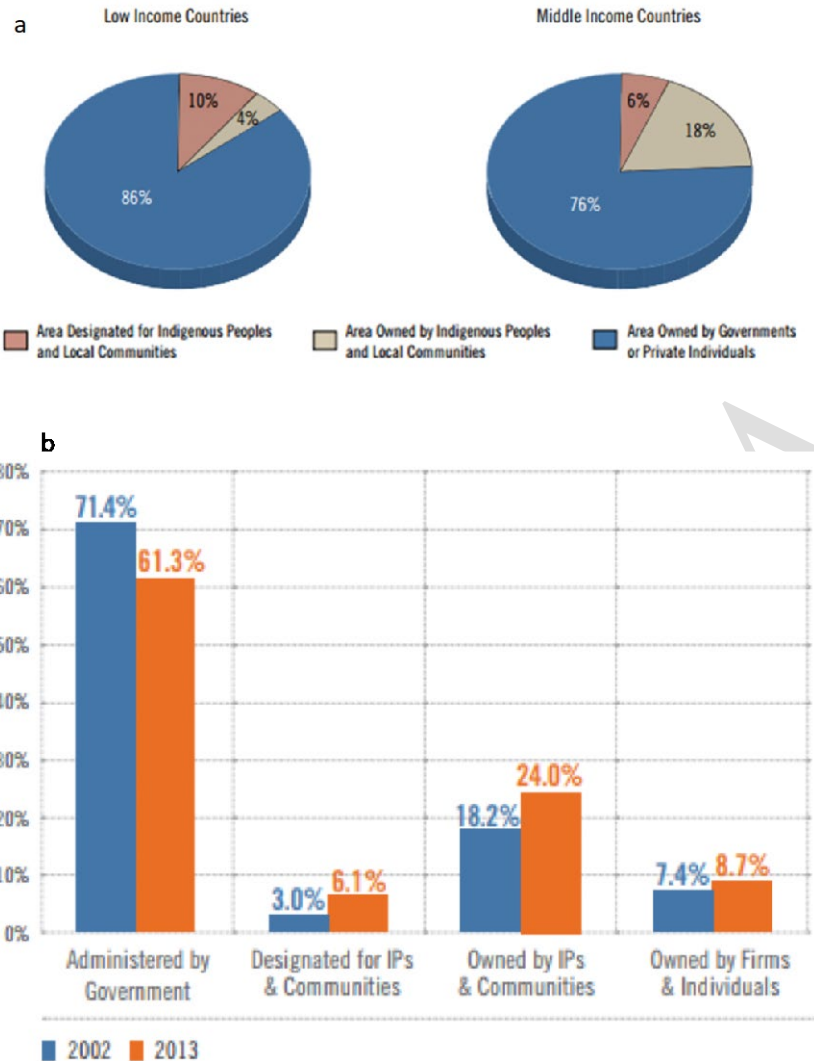 a
Low Income Countries
Middle Income Countries
10%
4%
86%
6%
18%
76%
Area Designated for Indigenous Peoples
and Local Communities
Area Owned by Indigenous Peoples
and Local Communities
Area Owned by Governments
or Private Individuals
b
80%
70%
60%
50%
40%
30%
20%
10%
0%
71.4%
61.3%
3.0%
6.1%
18.2%
24.0%
7.4%
8.7%
Administered by
Government
Designated for IPs
& Communities
Owned by IPs
& Communities
Owned by Firms
& Individuals
2002
2013